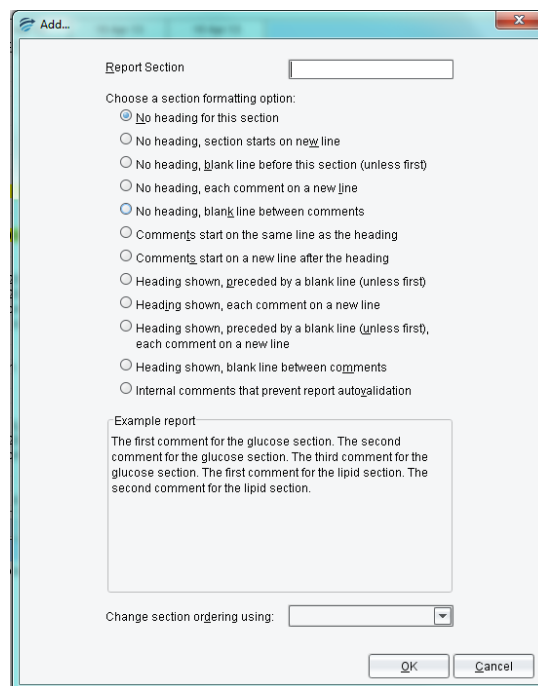 Add...
Report Section
Choose a section formatting option:
No heading for this section
No heading, section starts on new line
No heading, blank line before this section (unless first)
No heading, each comment on a new line
No heading, blank line between comments
Comments start on the same line as the heading
Comments start on a new line after the heading
Heading shown, preceded by a blank line (unless first)
Heading shown, each comment on a new line
Heading shown, preceded by a blank line (unless first),
each comment on a new line
Heading shown, blank line between comments
Internal comments that prevent report autovalidation
Example report
The first comment for the glucose section. The second
comment for the glucose section. The third comment for the
glucose section. The first comment for the lipid section. The
second comment for the lipid section.
Change section ordering using:
OK Cancel